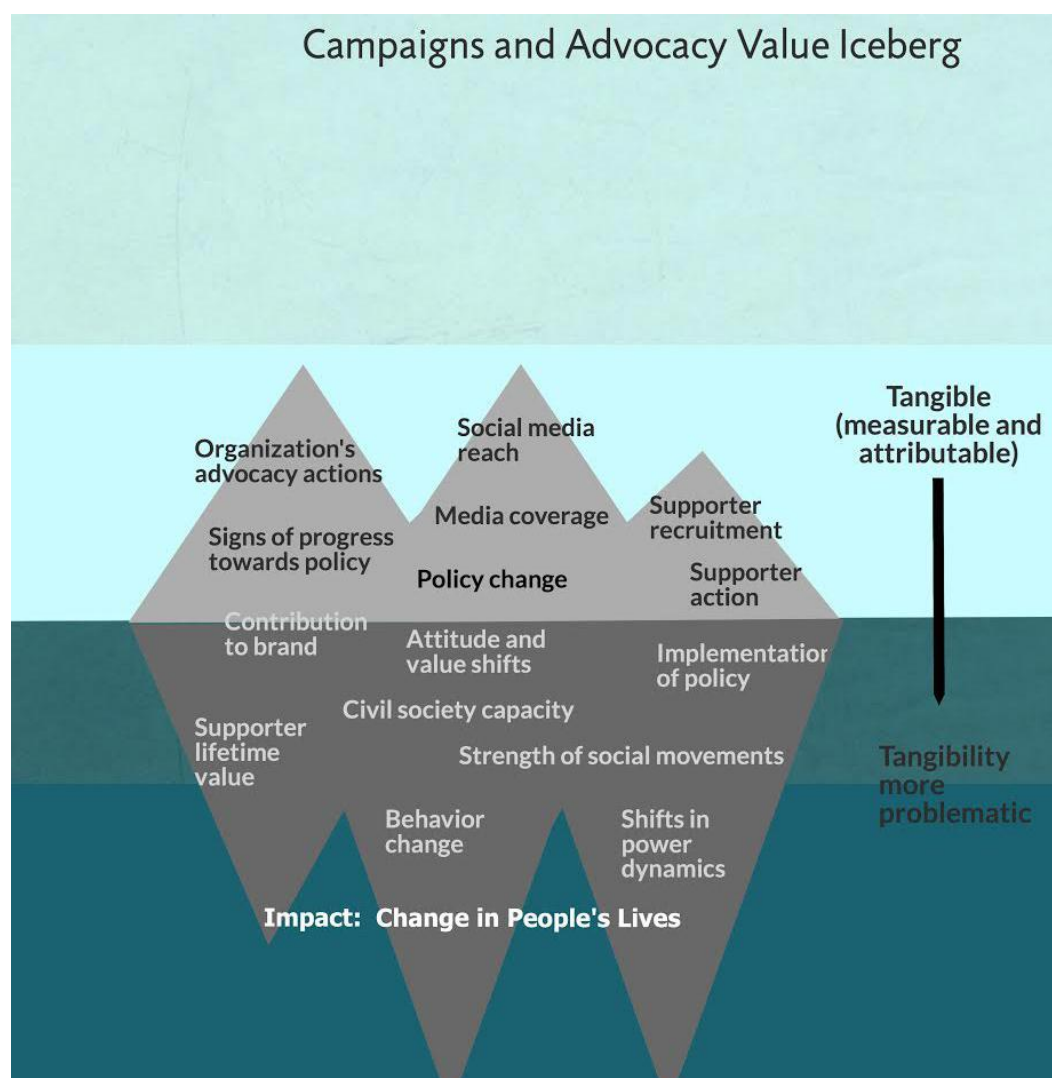 Campaigns and Advocacy Value Iceberg
Tangible
(measurable and
attributable)
Social media
reach
Organization's
advocacy actions
Media coverage
Supporter
recruitment
Signs of progress
towards policy
Policy change
Supporter
action
Contribution
to brand
Attitude and
value shifts
Implementation
of policy
Civil society capacity
Supporter
lifetime
value
Strength of social movements
Tangibility
more
problematic
Behavior
change
Shifts in
power
dynamics
Impact: Change in People's Lives